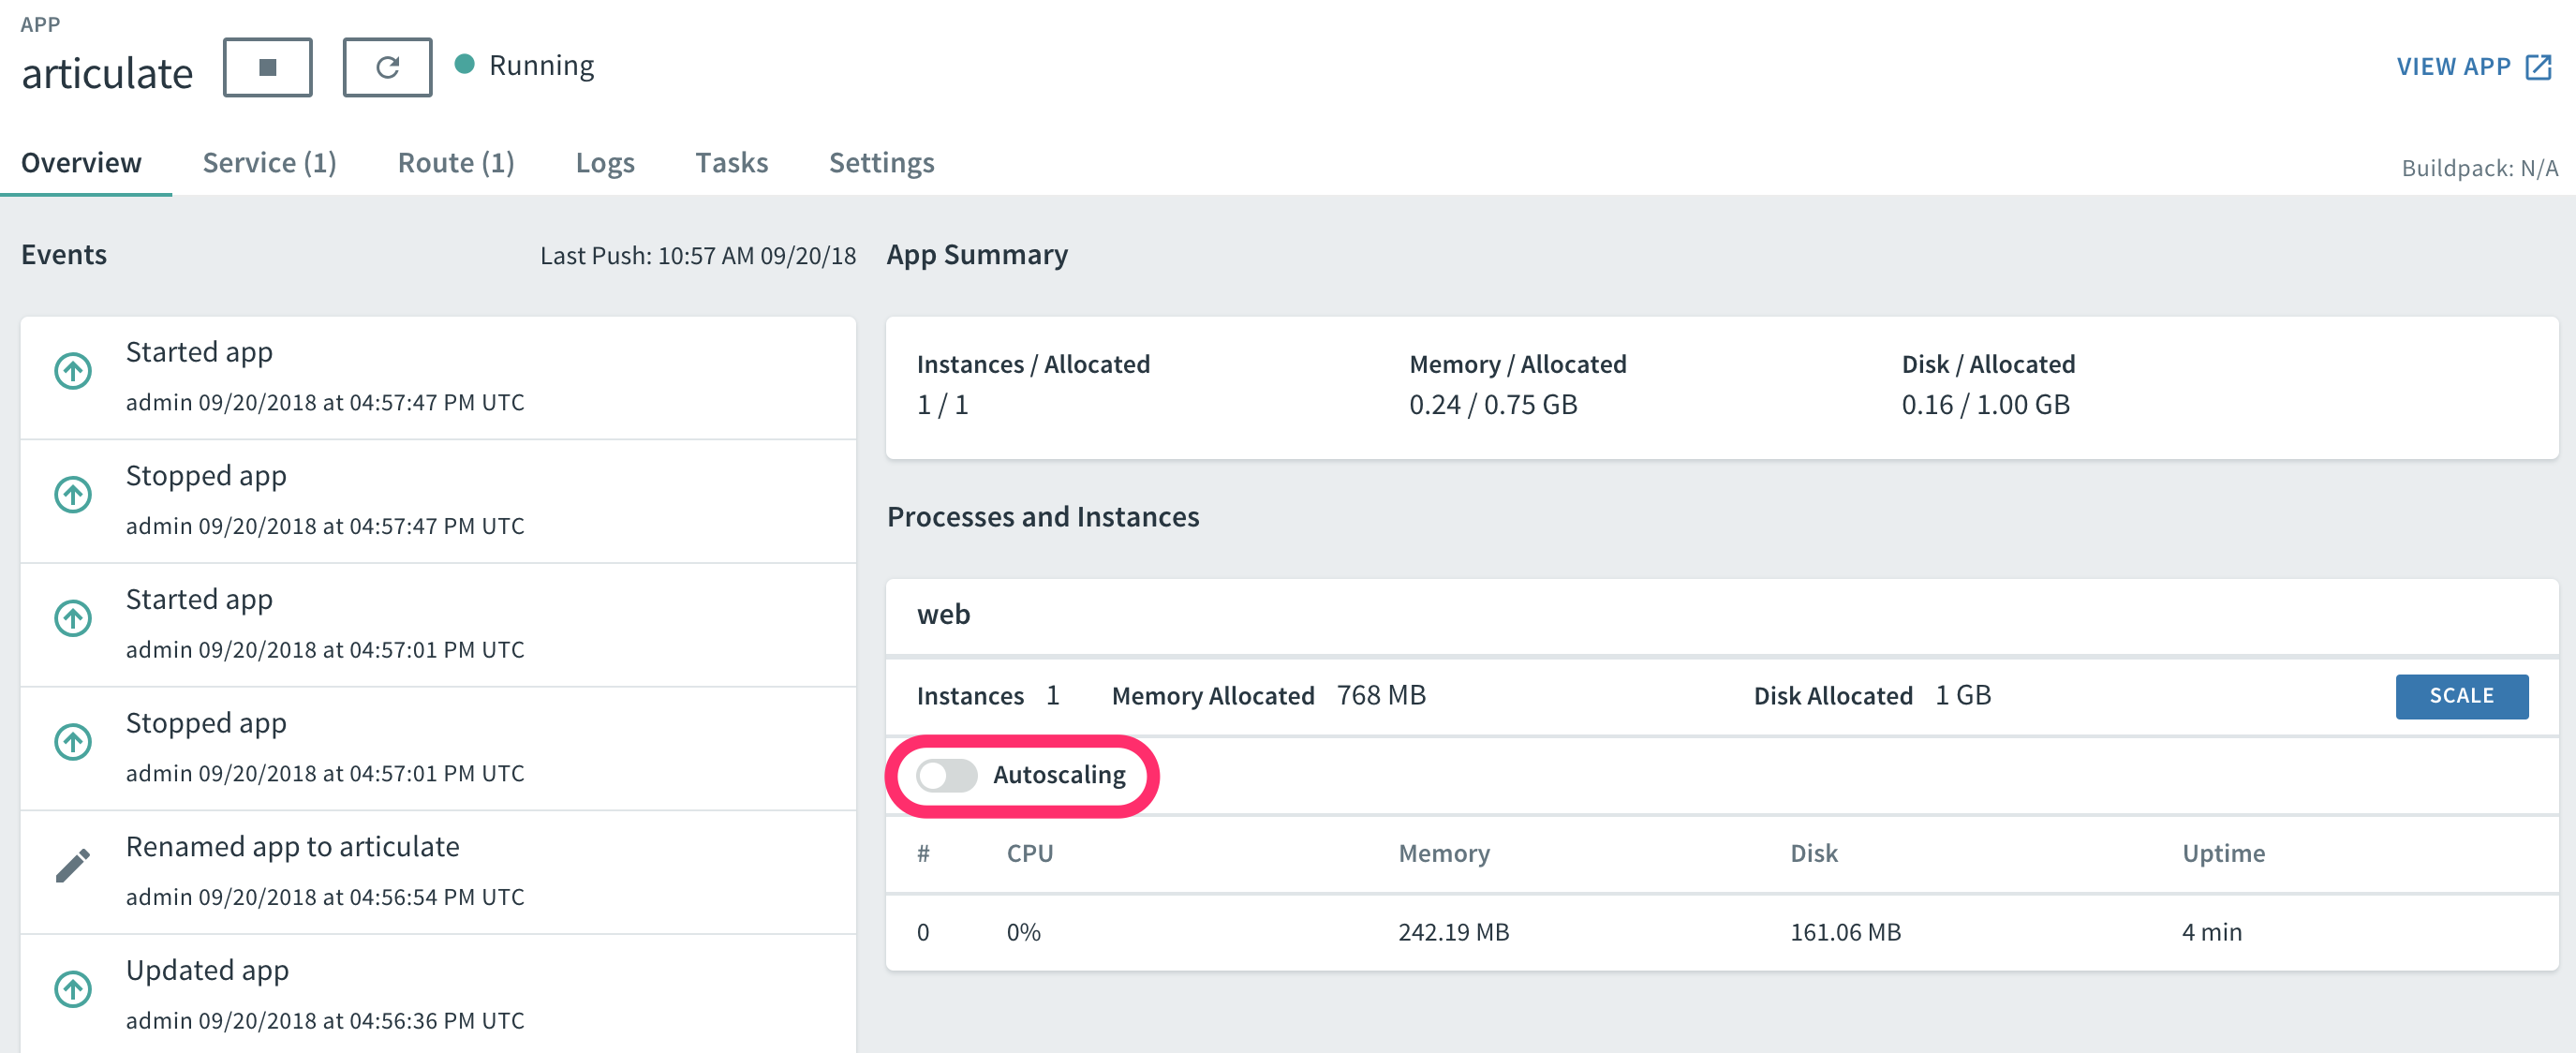 APP
articulate
Running
VIEW APP
Overview
Service (1)
Route (1)
Logs
Tasks
Settings
Buildpack: N/A
Events
Last Push: 10:57 AM 09/20/18
Started app
admin 09/20/2018 at 04:57:47 PM UTC
Stopped app
admin 09/20/2018 at 04:57:47 PM UTC
Started app
admin 09/20/2018 at 04:57:01 PM UTC
Stopped app
admin 09/20/2018 at 04:57:01 PM UTC
Renamed app to articulate
admin 09/20/2018 at 04:56:54 PM UTC
Updated app
admin 09/20/2018 at 04:56:36 PM UTC
App Summary
Instances / Allocated
1 / 1
Memory / Allocated
0.24 / 0.75 GB
Disk / Allocated
0.16 / 1.00 GB
Processes and Instances
web
Instances 1 Memory Allocated 768 MB Disk Allocated 1 GB SCALE
Autoscaling
# CPU Memory Disk Uptime
0 0% 242.19 MB 161.06 MB 4 min